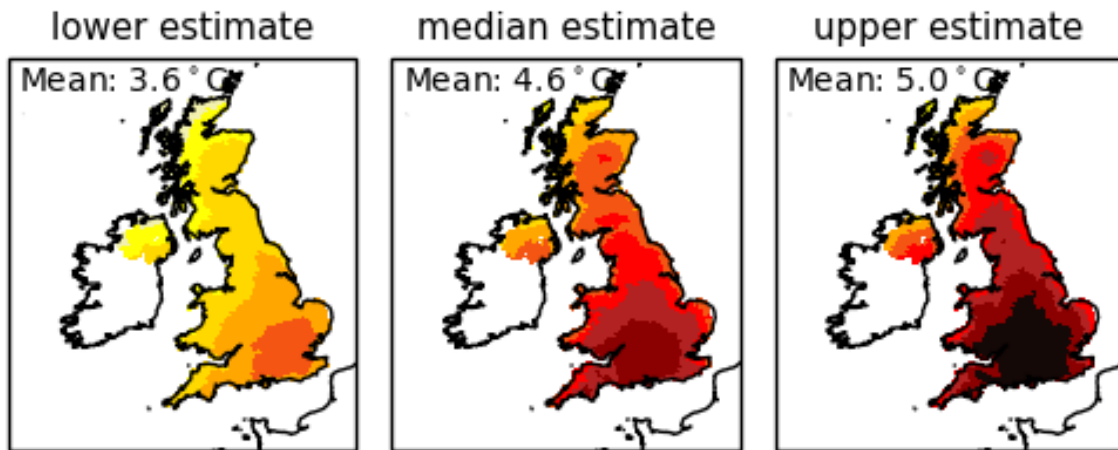 lower estimate
median estimate
upper estimate
Mean: 3.6°C
Mean: 4.6°C
Mean: 5.0°C